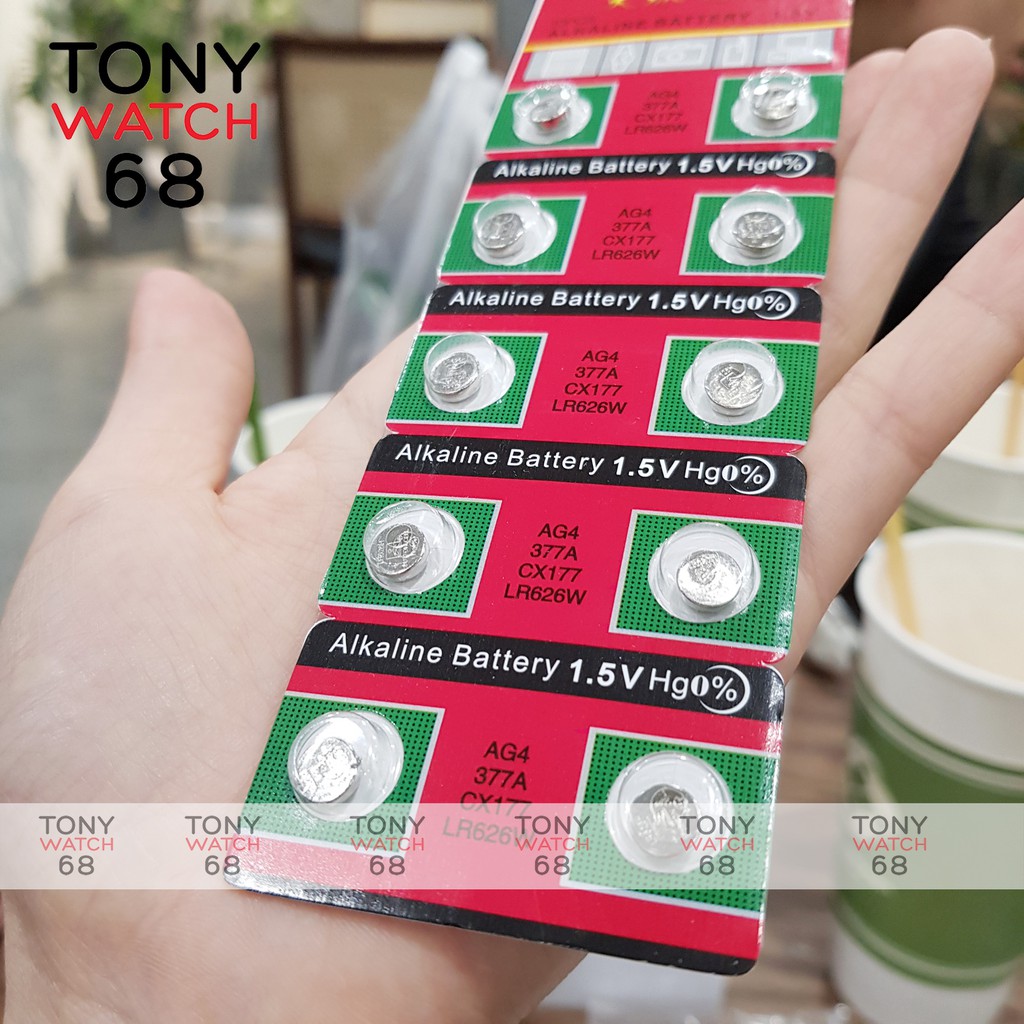 TONY
WATCH
68
ALKALINE BATTERY 1.5V
AG4
377A
CX177
LR626W
Alkaline Battery 1.5V Hg0%
AG4
377A
CX177
LR626W
Alkaline Battery 1.5V Hg0%
AG4
377A
CX177
LR626W
Alkaline Battery 1.5V Hg0%
AG4
377A
CX177
LR626W
Alkaline Battery 1.5V Hg0%
AG4
377A
CX177
LR626W
TONY TONY TONY TONY TONY TONY
WATCH WATCH WATCH WATCH WATCH WATCH
68 68 68 68 68 68